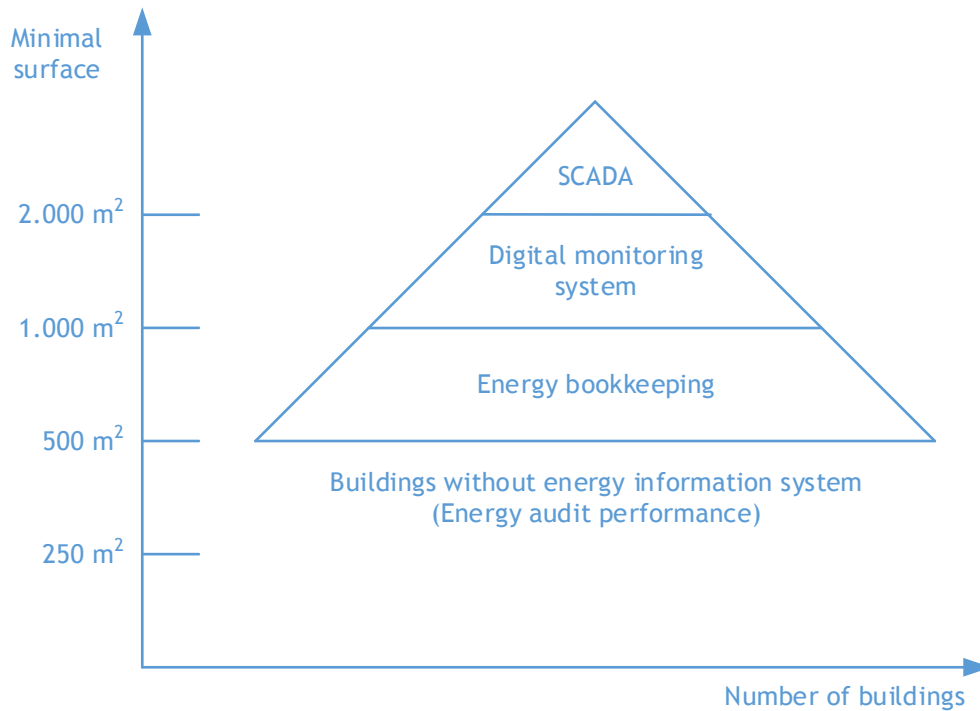 Minimal
surface
SCADA
2.000 m²
Digital monitoring
system
1.000 m²
Energy bookkeeping
500 m²
Buildings without energy information system
(Energy audit performance)
250 m²
Number of buildings